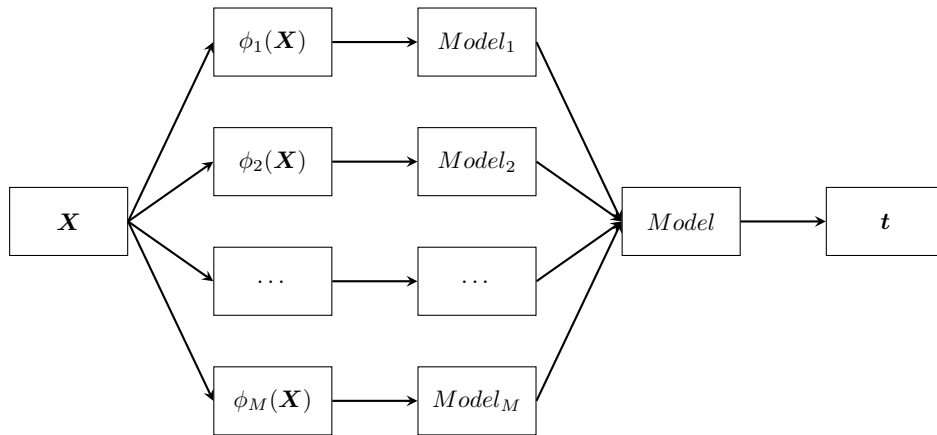 ϕ₁(X) Model₁
ϕ₂(X) Model₂
X Model t
... ...
ϕ_M(X) Model_M